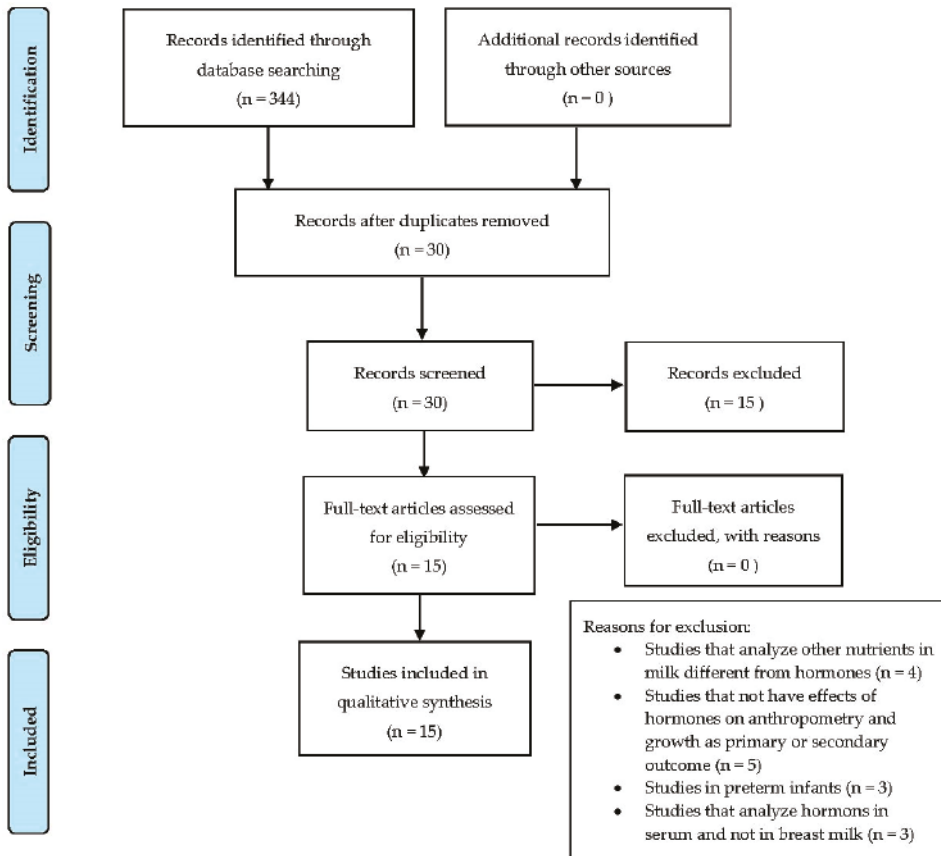 Identification
Records identified through
database searching
(n = 344)
Additional records identified
through other sources
(n – 0 )
Records after duplicates removed
(n = 30)
Screening
Records screened
(n = 30)
Records excluded
(n = 15 )
Eligibility
Full-text articles assessed
for eligibility
(n = 15)
Full-text articles
excluded, with reasons
(n = 0 )
Included
Studies included in
qualitative synthesis
(n = 15)
Reasons for exclusion:
• Studies that analyze other nutrients in
milk different from hormones (n = 4)
• Studies that not have effects of
hormones on anthropometry and
growth as primary or secondary
outcome (n = 5)
• Studies in preterm infants (n = 3)
• Studies that analyze hormons in
serum and not in breast milk (n = 3)